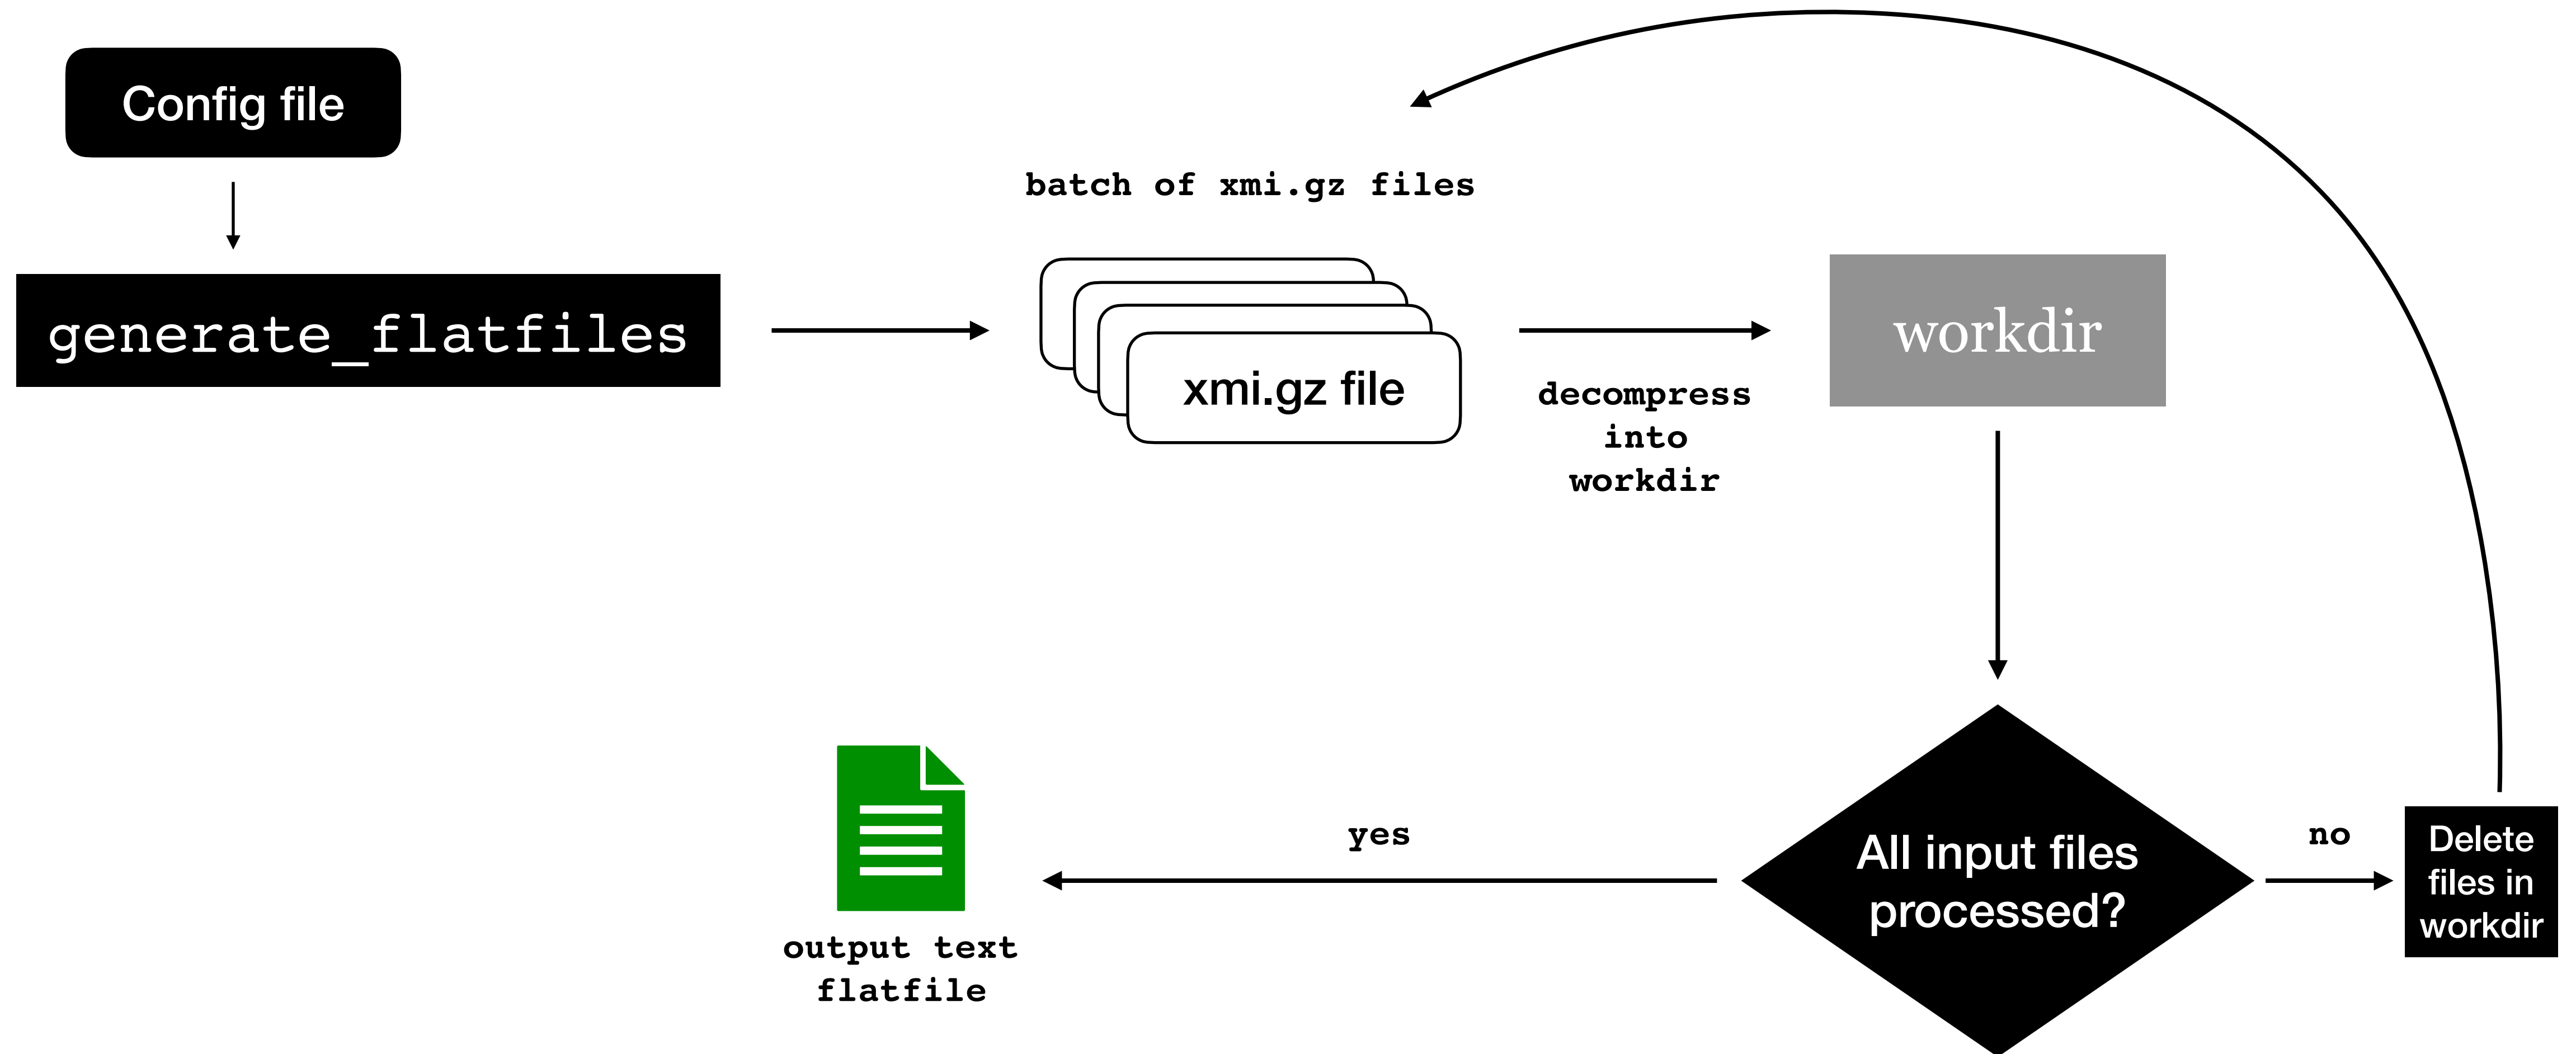 Config file
generate_flatfiles
batch of xmi.gz files
xmi.gz file
decompress
into
workdir
workdir
All input files
processed?
yes
no
Delete
files in
workdir
output text
flatfile